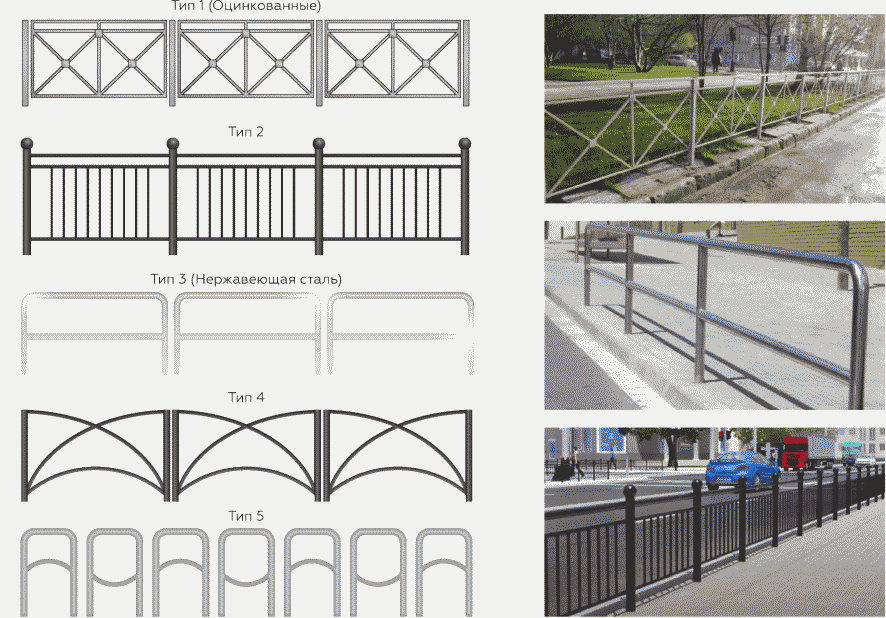 Тип 1 (Оцинкованные)
Тип 2
Тип 3 (Нержавеющая сталь)
Тип 4
Тип 5